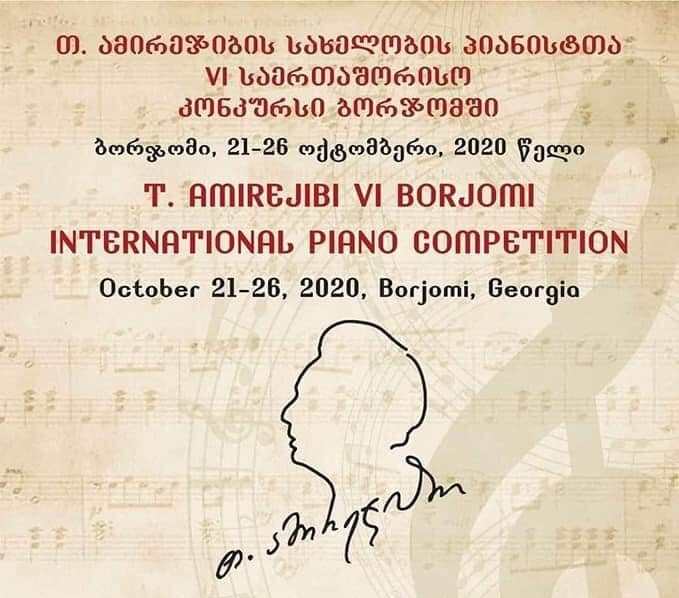 თ. ამირეჯიბის სახელობის პიანისტთა
VI საერთაშორისო
კონკურსი ბორჯომში
ბორჯომი, 21-26 ოქტომბერი, 2020 წელი
T. AMIREJIBI VI BORJOMI
INTERNATIONAL PIANO COMPETITION
October 21-26, 2020, Borjomi, Georgia